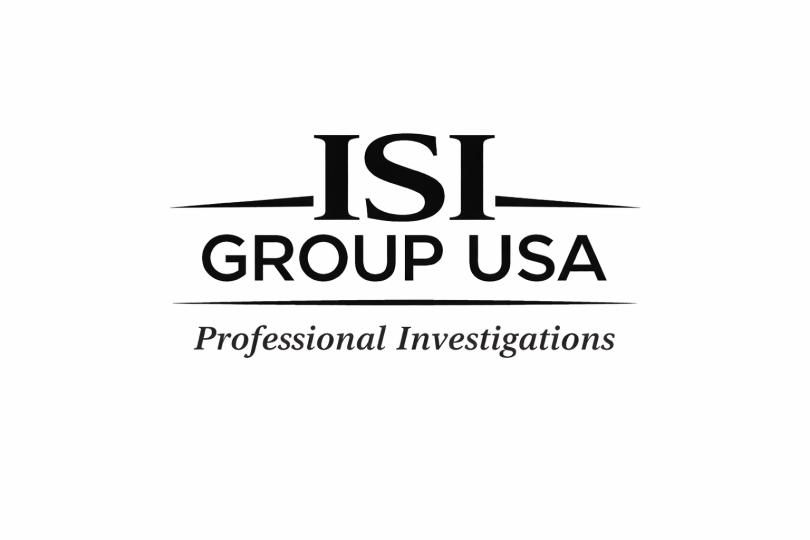 ISI
GROUP USA
Professional Investigations